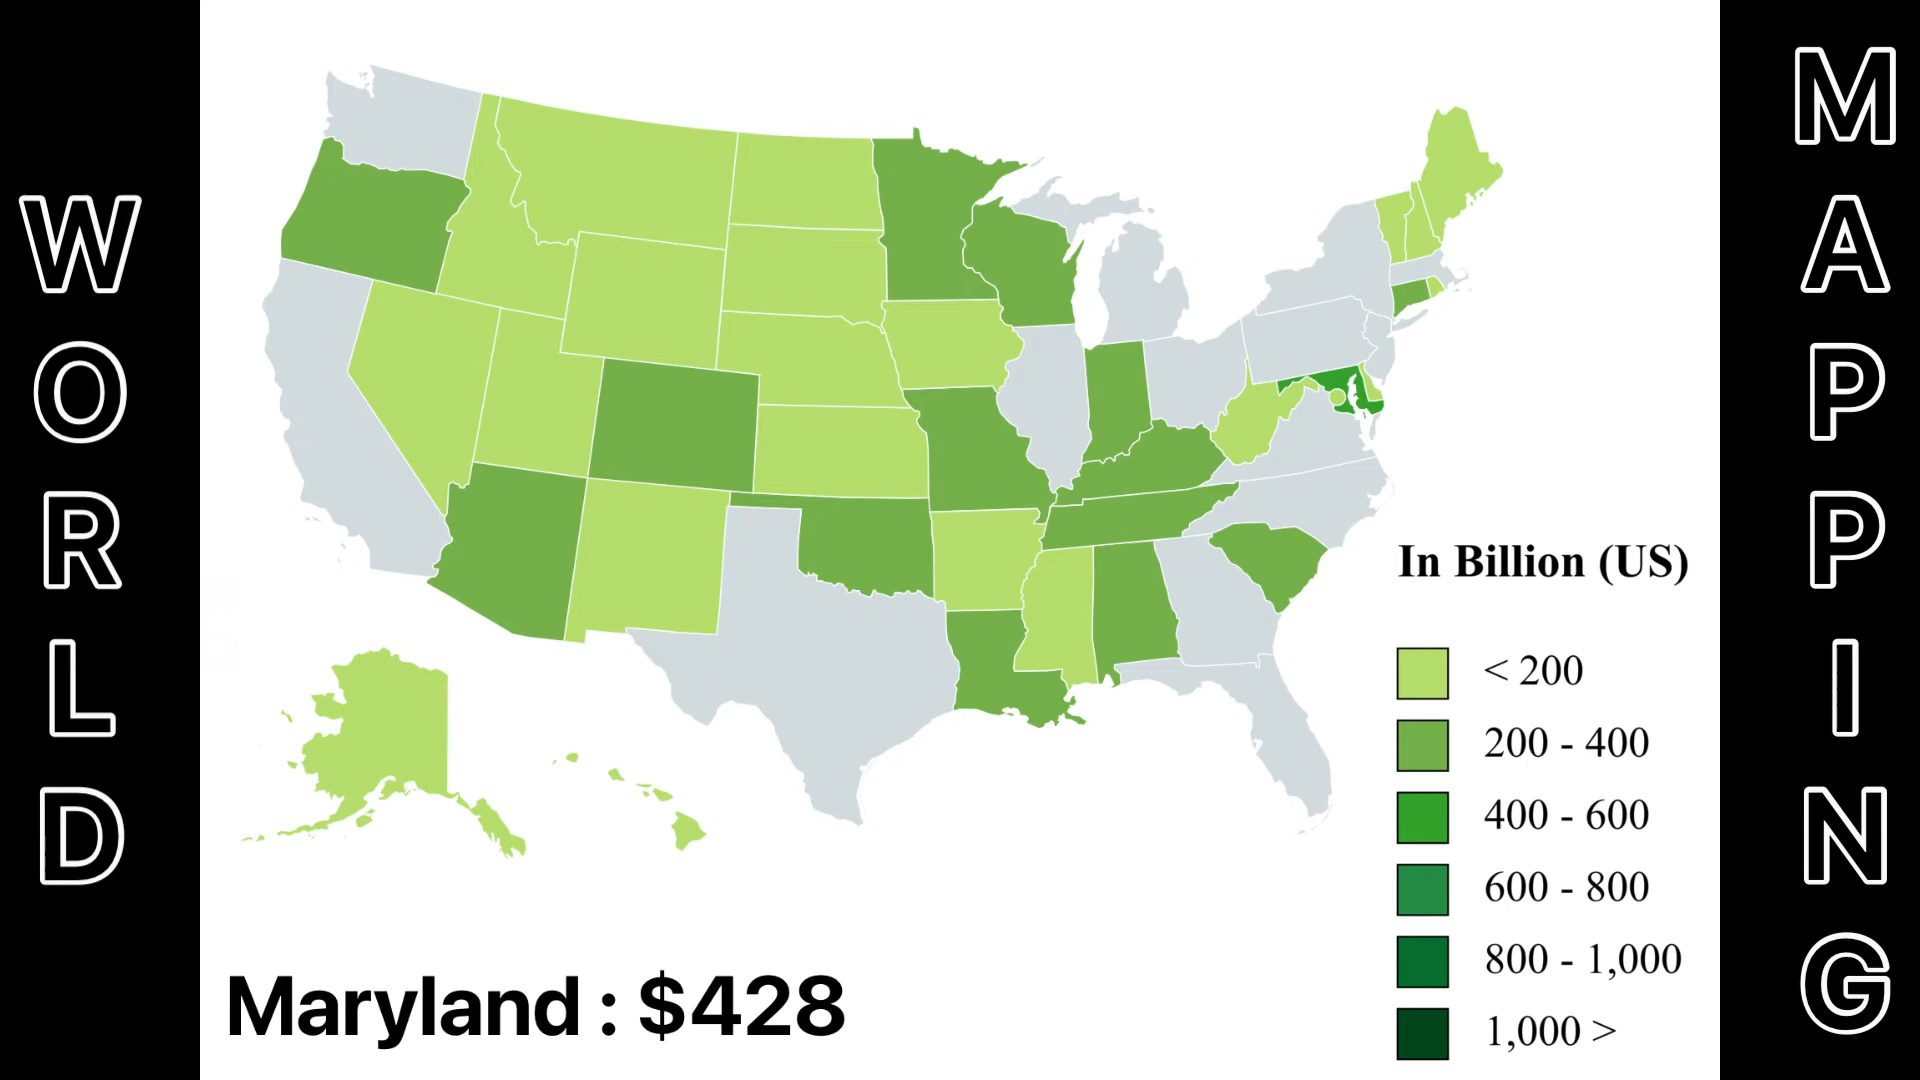 WORLD
MAPPING
In Billion (US)
< 200
200 - 400
400 - 600
600 - 800
800 - 1,000
1,000 >
Maryland : $428